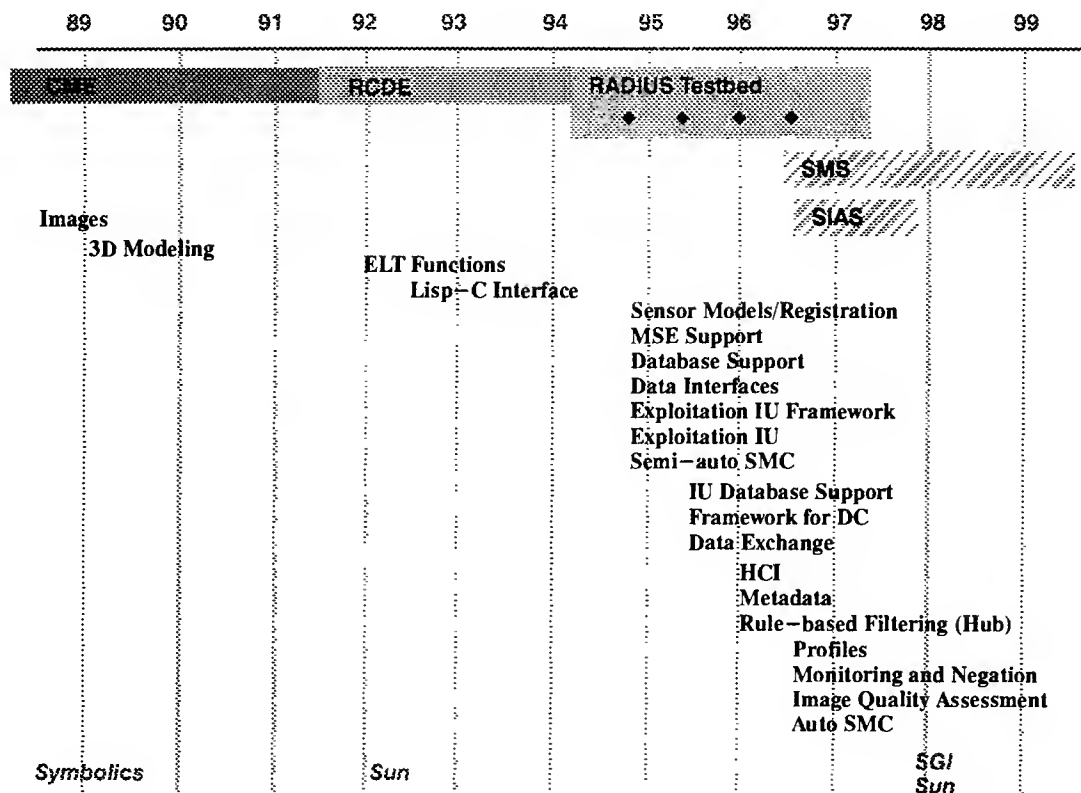 89 90 91 92 93 94 95 96 97 98 99
CME RCDE RADIUS Testbed
SMS
SIAS
Images
3D Modeling
ELT Functions
Lisp-C Interface
Sensor Models/Registration
MSE Support
Database Support
Data Interfaces
Exploitation IU Framework
Exploitation IU
Semi-auto SMC
IU Database Support
Framework for DC
Data Exchange
HCI
Metadata
Rule-based Filtering (Hub)
Profiles
Monitoring and Negation
Image Quality Assessment
Auto SMC
Symbolics Sun SGI
Sun